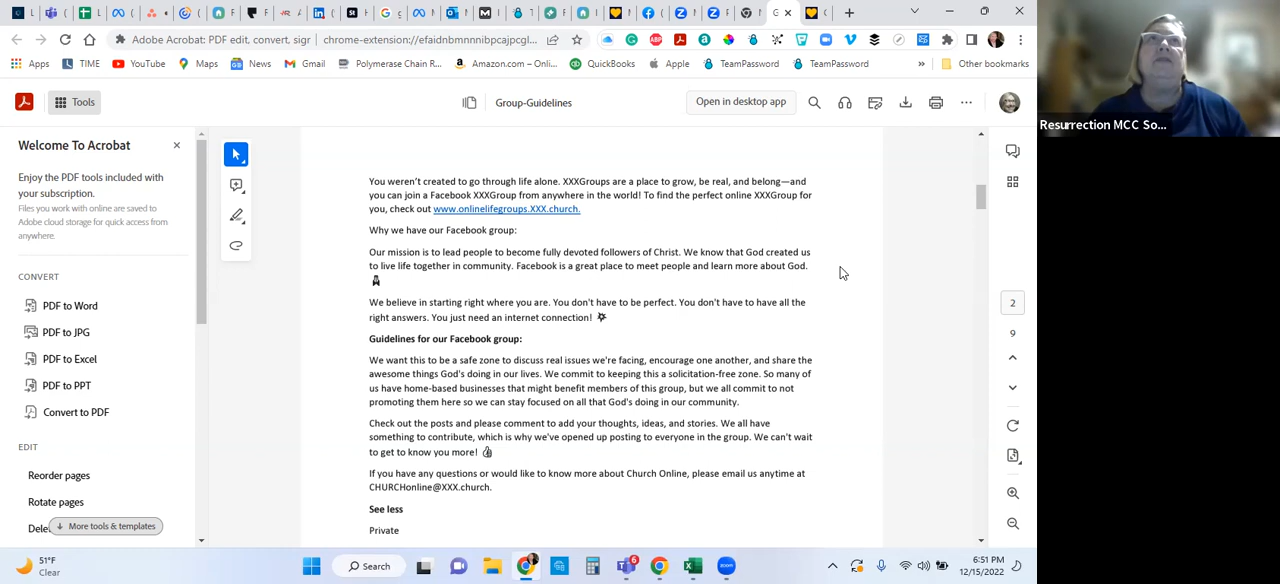 TIME
YouTube
Maps
News
Gmail
Polymerase Chain R...
Amazon.com – Onli...
QuickBooks
Apple
TeamPassword
TeamPassword
»
Other bookmarks
Adobe Acrobat: PDF edit, convert, sigr
chrome-extension://efaidnbmnnnibpcajpcgl...
Apps
Tools
Group-Guidelines
Open in desktop app
Resurrection MCC So...
Welcome To Acrobat
Enjoy the PDF tools included with
your subscription.
Files you work with online are saved to
Adobe cloud storage for quick access from
anywhere.
CONVERT
PDF to Word
PDF to JPG
PDF to Excel
PDF to PPT
Convert to PDF
EDIT
Reorder pages
Rotate pages
Dele
More tools & templates
You weren't created to go through life alone. XXXGroups are a place to grow, be real, and belong—and
you can join a Facebook XXXGroup from anywhere in the world! To find the perfect online XXXGroup for
you, check out www.onlinelifegroups.XXX.church.
Why we have our Facebook group:
Our mission is to lead people to become fully devoted followers of Christ. We know that God created us
to live life together in community. Facebook is a great place to meet people and learn more about God.
We believe in starting right where you are. You don't have to be perfect. You don't have to have all the
right answers. You just need an internet connection!
Guidelines for our Facebook group:
We want this to be a safe zone to discuss real issues we're facing, encourage one another, and share the
awesome things God's doing in our lives. We commit to keeping this a solicitation-free zone. So many of
us have home-based businesses that might benefit members of this group, but we all commit to not
promoting them here so we can stay focused on all that God's doing in our community.
Check out the posts and please comment to add your thoughts, ideas, and stories. We all have
something to contribute, which is why we've opened up posting to everyone in the group. We can't wait
to get to know you more!
If you have any questions or would like to know more about Church Online, please email us anytime at
CHURCHonline@XXX.church.
See less
Private
2
9
51°F
Clear
Search
6
6:51 PM
12/15/2022